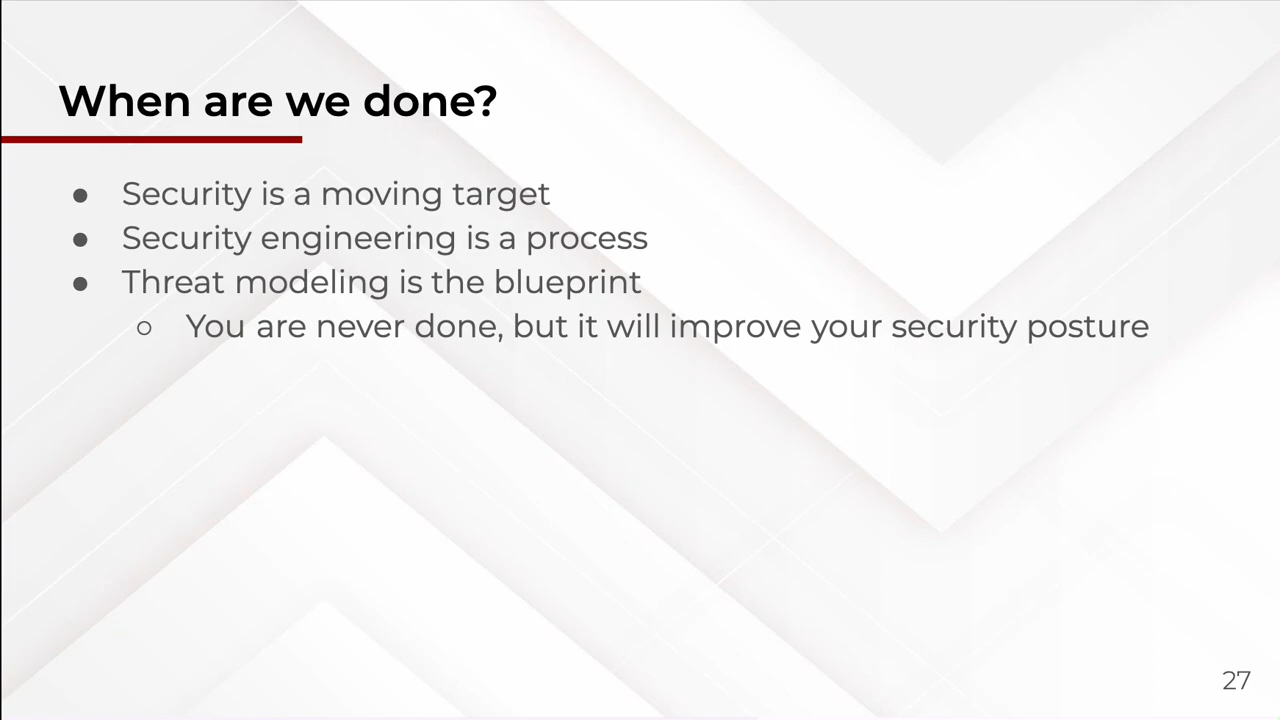 When are we done?
● Security is a moving target
● Security engineering is a process
● Threat modeling is the blueprint
○ You are never done, but it will improve your security posture
27